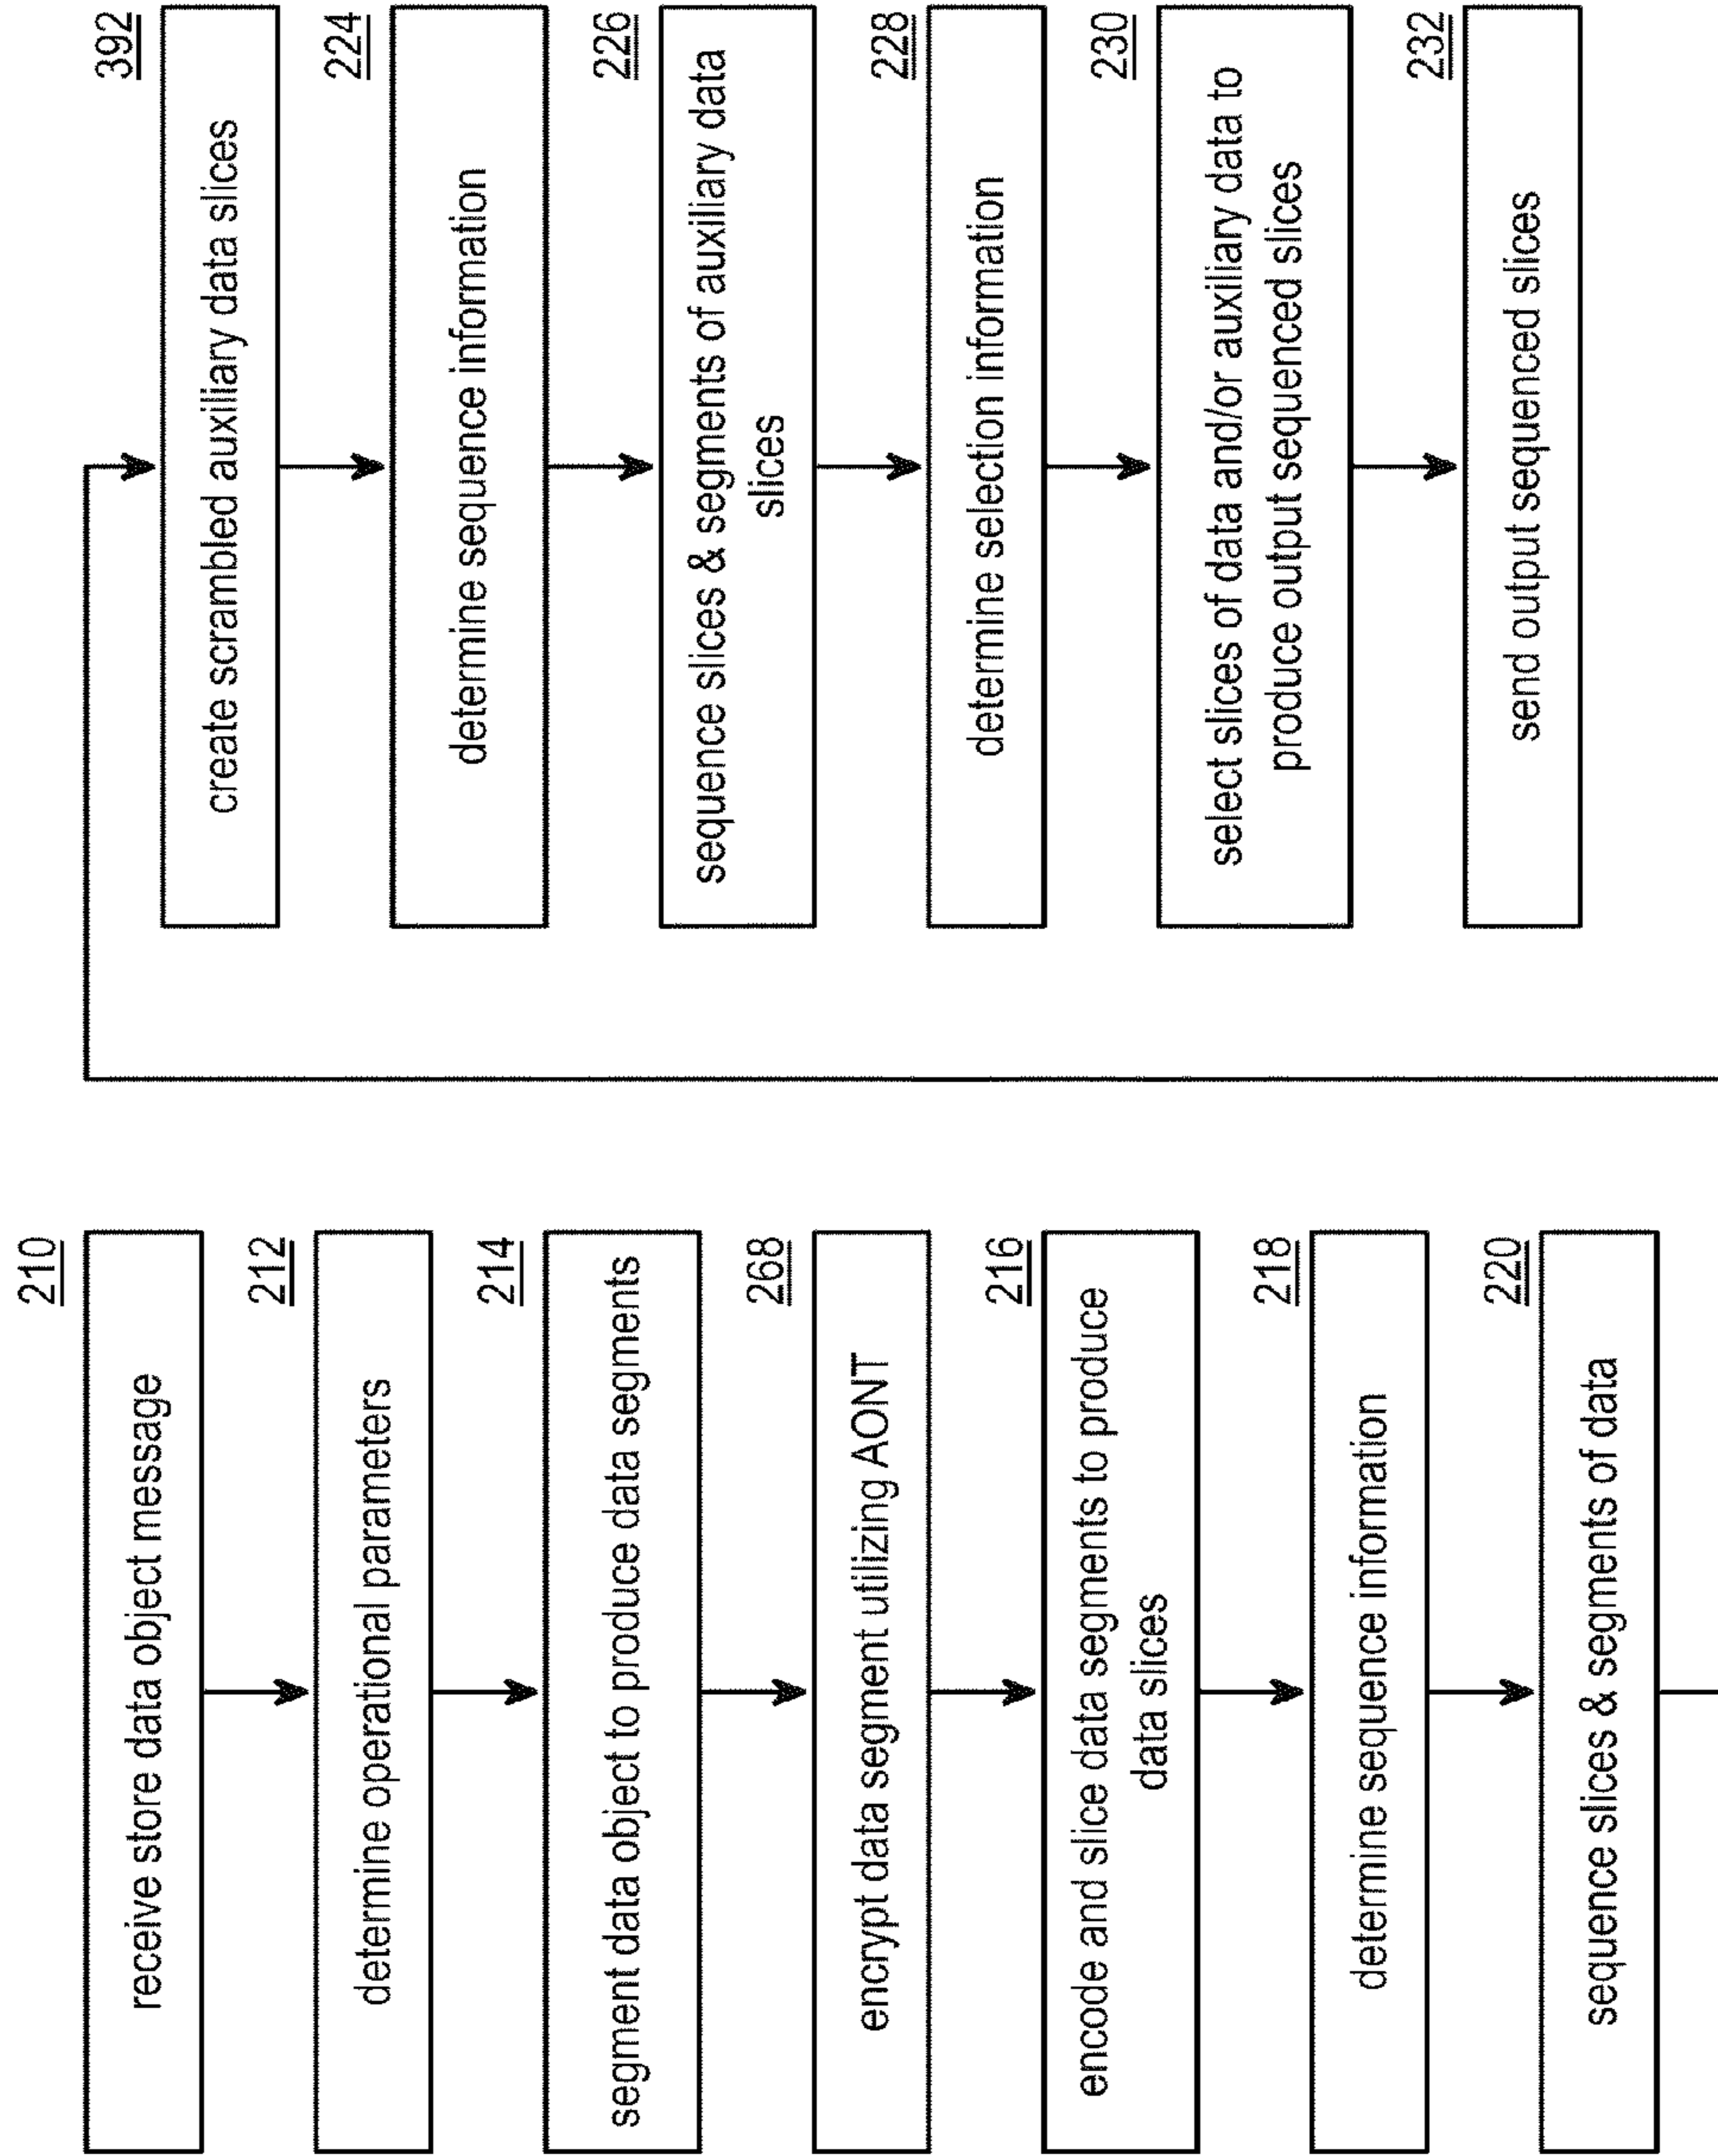 210
receive store data object message
212
determine operational parameters
214
segment data object to produce data segments
268
encrypt data segment utilizing AONT
216
encode and slice data segments to produce
data slices
218
determine sequence information
220
sequence slices & segments of data
392
create scrambled auxiliary data slices
224
determine sequence information
226
sequence slices & segments of auxiliary data
slices
228
determine selection information
230
select slices of data and/or auxiliary data to
produce output sequenced slices
232
send output sequenced slices